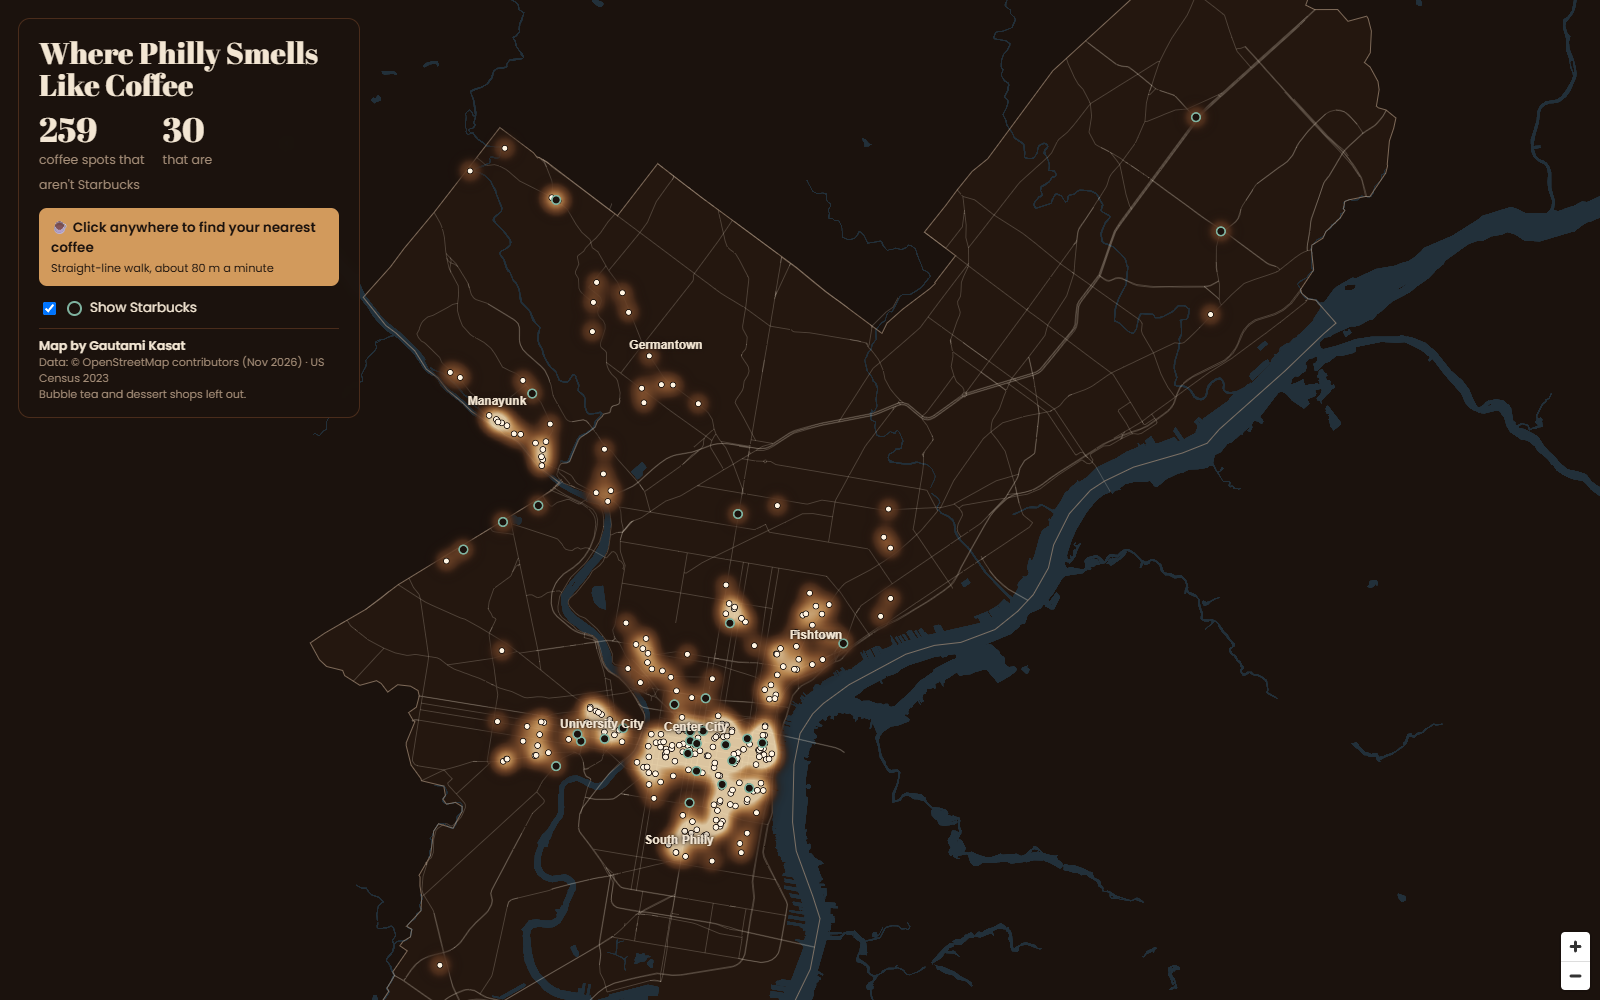 Where Philly Smells
Like Coffee
259
30
coffee spots that
aren't Starbucks
that are
Click anywhere to find your nearest
coffee
Straight-line walk, about 80 m a minute
Show Starbucks
Map by Gautami Kasat
Data: © OpenStreetMap contributors (Nov 2026) · US
Census 2023
Bubble tea and dessert shops left out.
Germantown
Manayunk
Fishtown
University City
Center City
South Philly
+
−